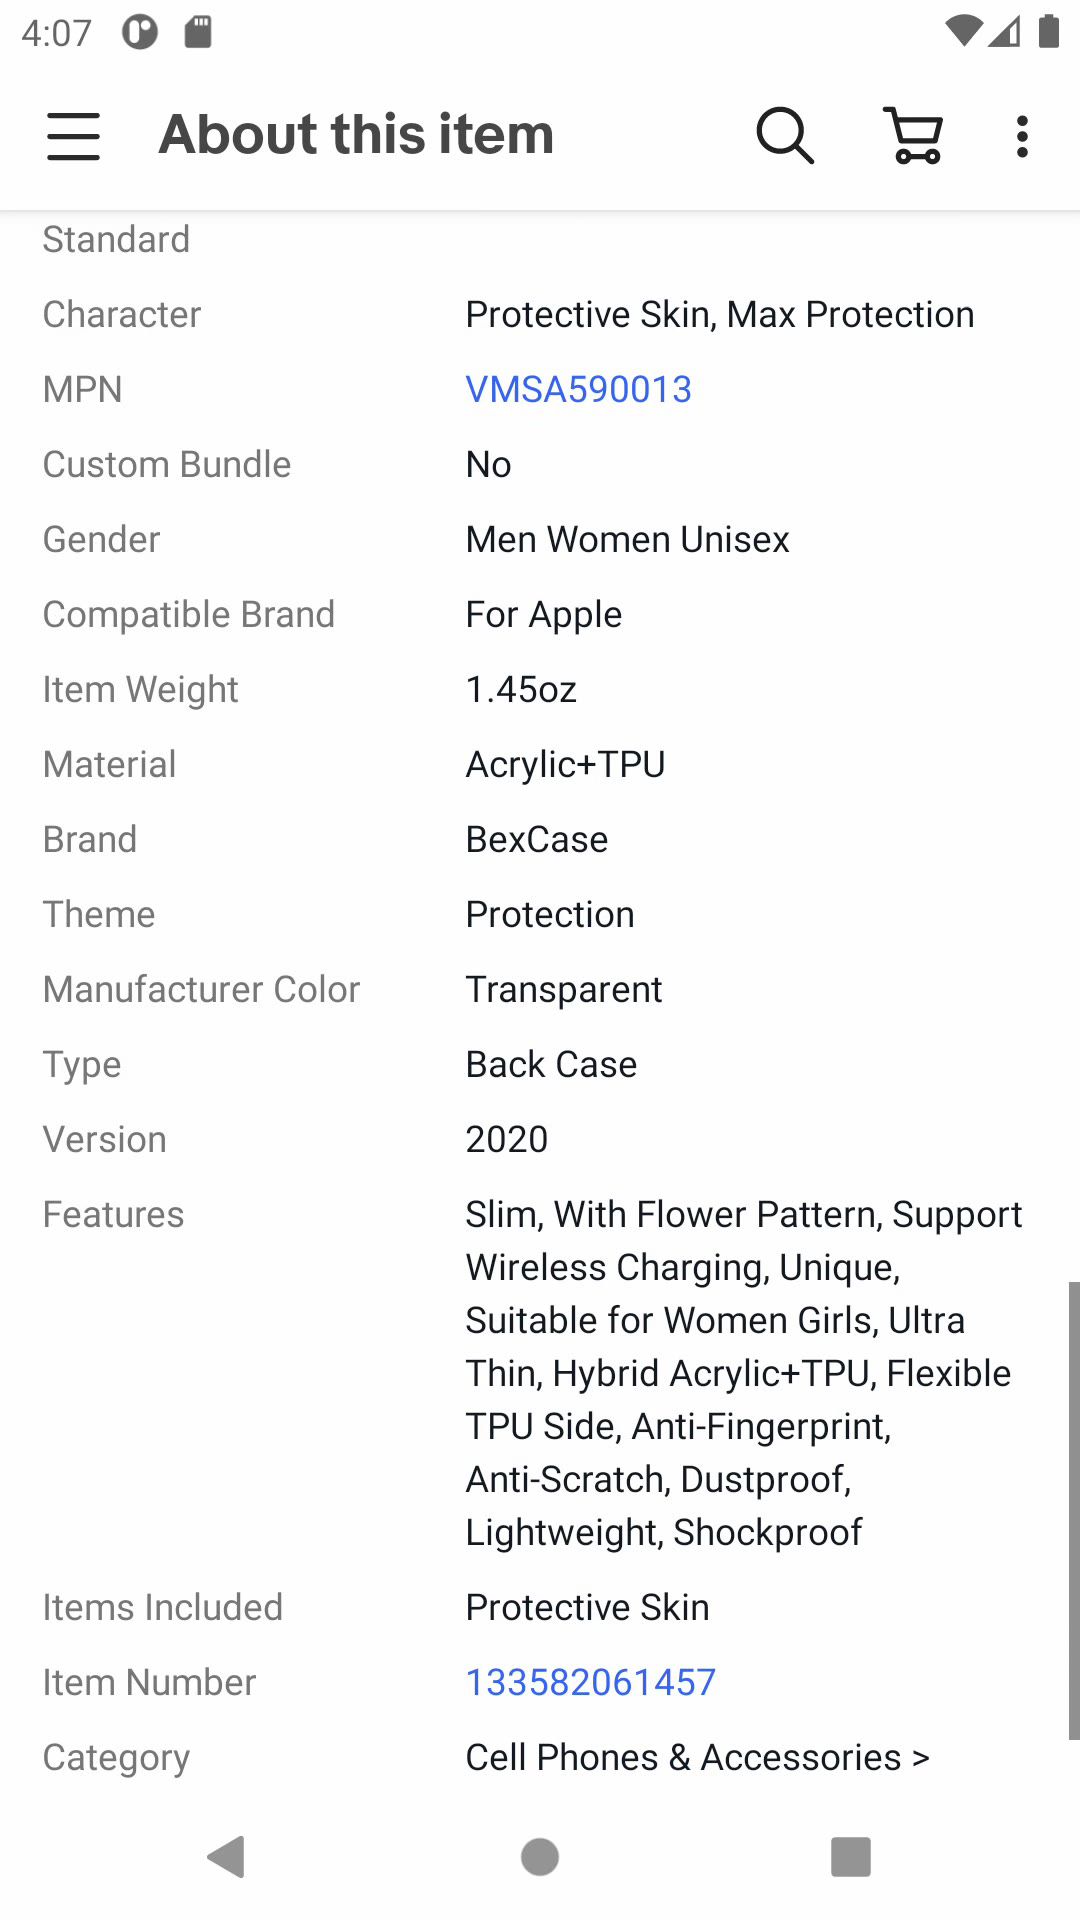 4:07
About this item
Standard
Character Protective Skin, Max Protection
MPN VMSA590013
Custom Bundle No
Gender Men Women Unisex
Compatible Brand For Apple
Item Weight 1.45oz
Material Acrylic+TPU
Brand BexCase
Theme Protection
Manufacturer Color Transparent
Type Back Case
Version 2020
Features Slim, With Flower Pattern, Support
Wireless Charging, Unique,
Suitable for Women Girls, Ultra
Thin, Hybrid Acrylic+TPU, Flexible
TPU Side, Anti-Fingerprint,
Anti-Scratch, Dustproof,
Lightweight, Shockproof
Items Included Protective Skin
Item Number 133582061457
Category Cell Phones & Accessories >